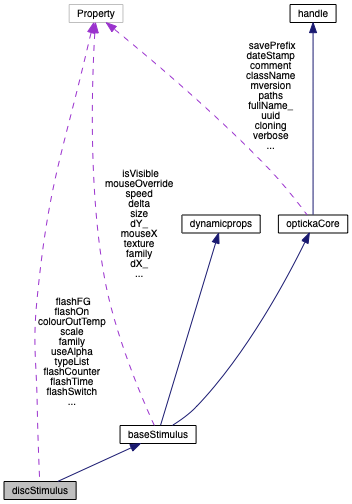 Property
handle
savePrefix
dateStamp
comment
className
mversion
paths
fullName_
uuid
cloning
verbose
...
isVisible
mouseOverride
speed
delta
size
dY_
mouseX
texture
family
dX_
...
dynamicprops
optickaCore
flashFG
flashOn
colourOutTemp
scale
family
useAlpha
typeList
flashCounter
flashTime
flashSwitch
...
baseStimulus
discStimulus